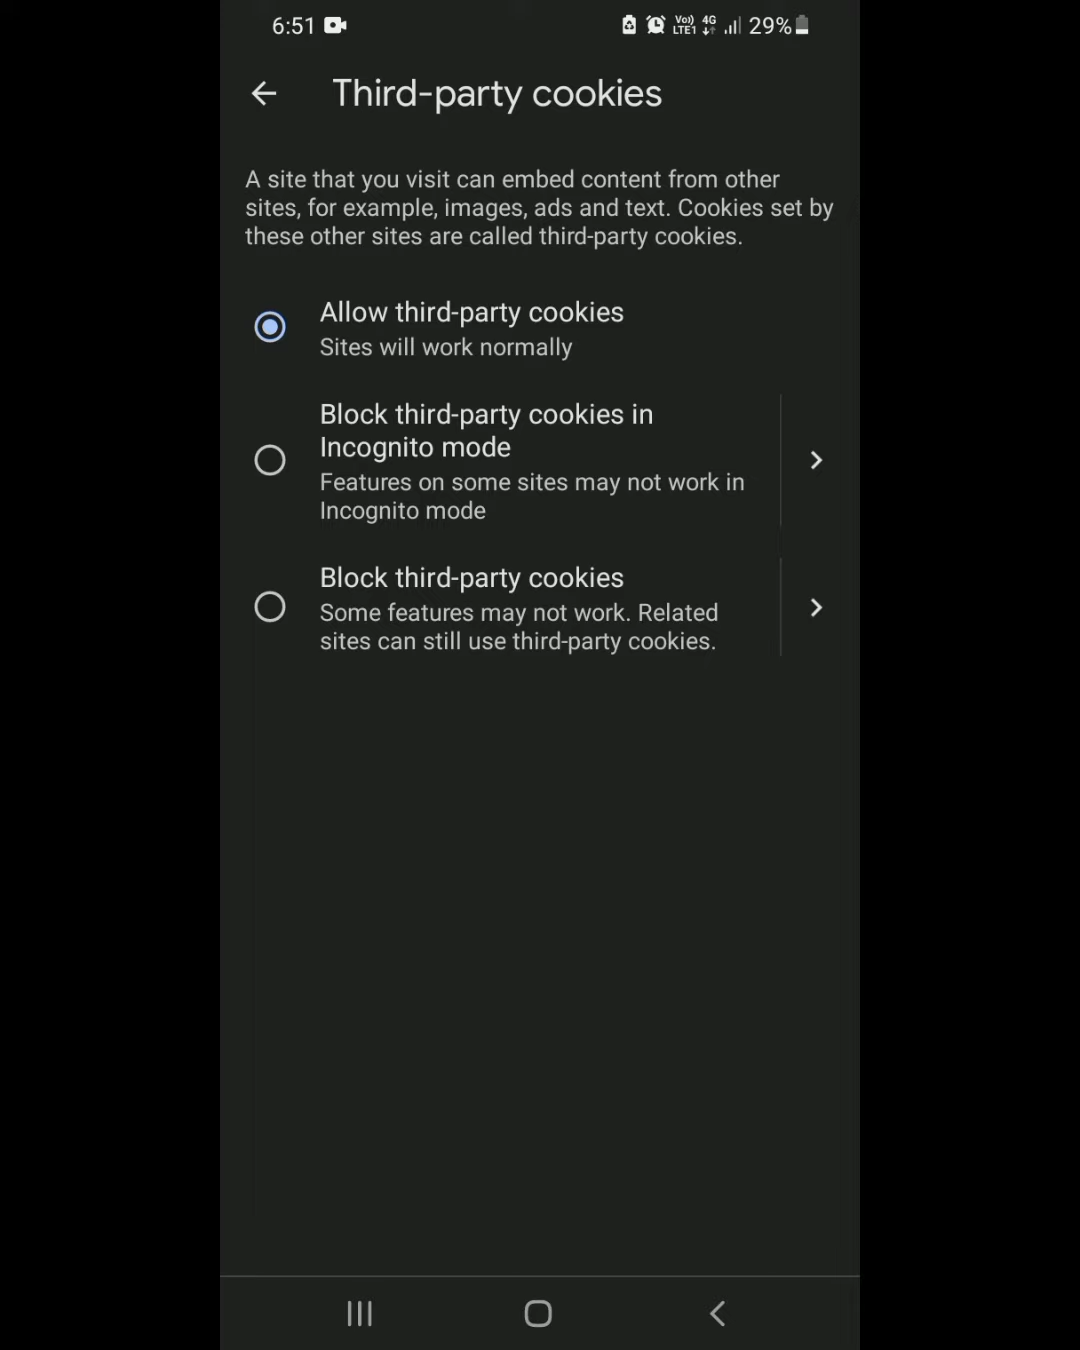 6:51 Vo)) 4G 29%
LTE1
Third-party cookies
A site that you visit can embed content from other
sites, for example, images, ads and text. Cookies set by
these other sites are called third-party cookies.
Allow third-party cookies
Sites will work normally
Block third-party cookies in
Incognito mode
Features on some sites may not work in
Incognito mode
Block third-party cookies
Some features may not work. Related
sites can still use third-party cookies.